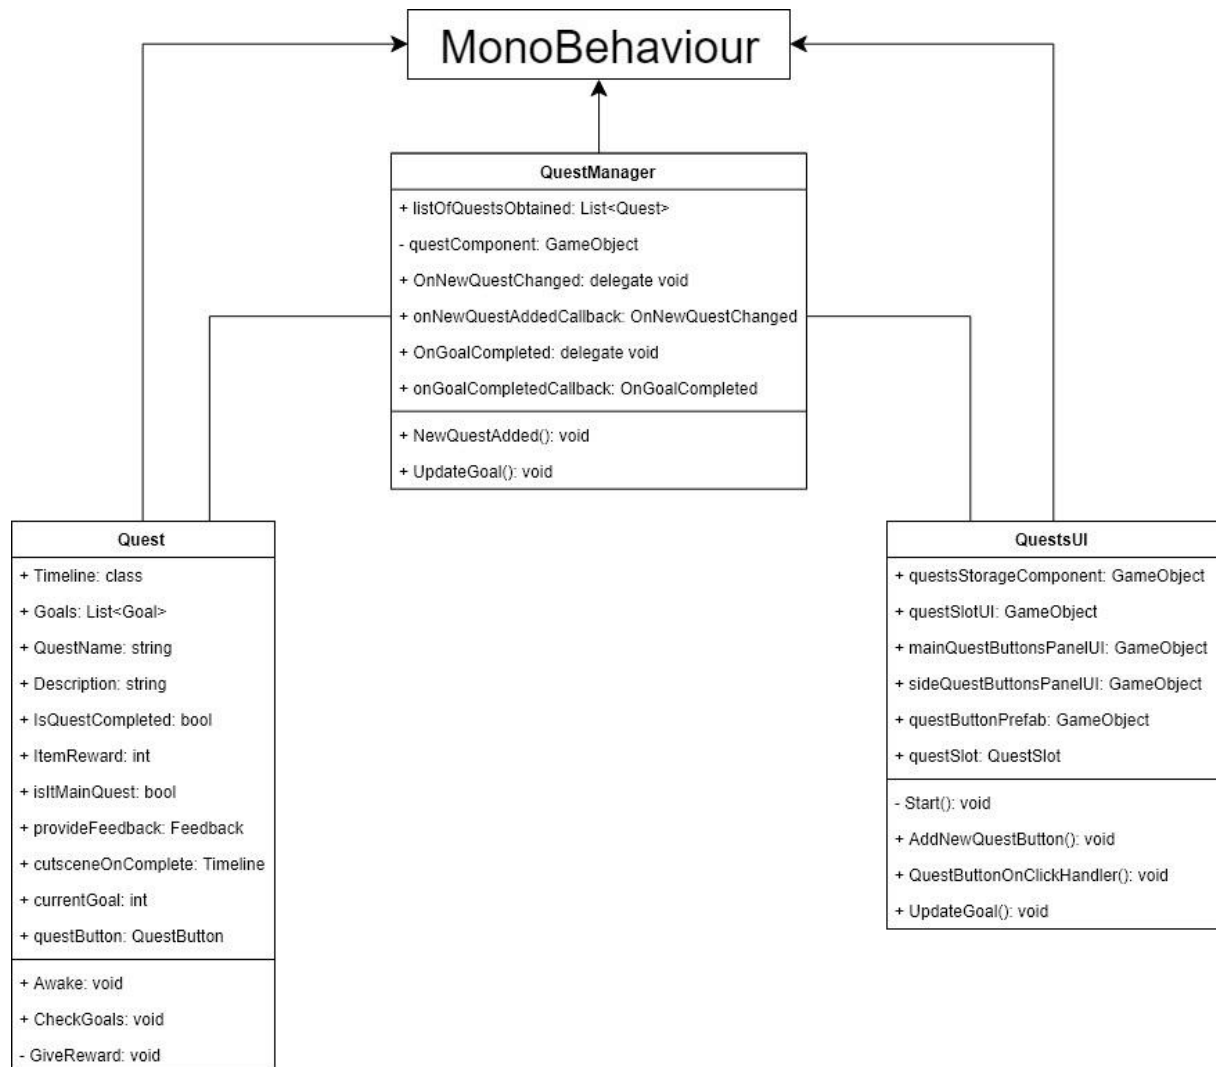 MonoBehaviour
QuestManager
+ listOfQuestsObtained: List<Quest>
- questComponent: GameObject
+ OnNewQuestChanged: delegate void
+ onNewQuestAddedCallback: OnNewQuestChanged
+ OnGoalCompleted: delegate void
+ onGoalCompletedCallback: OnGoalCompleted
+ NewQuestAdded(): void
+ UpdateGoal(): void
Quest
+ Timeline: class
+ Goals: List<Goal>
+ QuestName: string
+ Description: string
+ IsQuestCompleted: bool
+ ItemReward: int
+ isItMainQuest: bool
+ provideFeedback: Feedback
+ cutsceneOnComplete: Timeline
+ currentGoal: int
+ questButton: QuestButton
+ Awake: void
+ CheckGoals: void
- GiveReward: void
QuestsUI
+ questsStorageComponent: GameObject
+ questSlotUI: GameObject
+ mainQuestButtonsPanelUI: GameObject
+ sideQuestButtonsPanelUI: GameObject
+ questButtonPrefab: GameObject
+ questSlot: QuestSlot
- Start(): void
+ AddNewQuestButton(): void
+ QuestButtonOnClickHandler(): void
+ UpdateGoal(): void